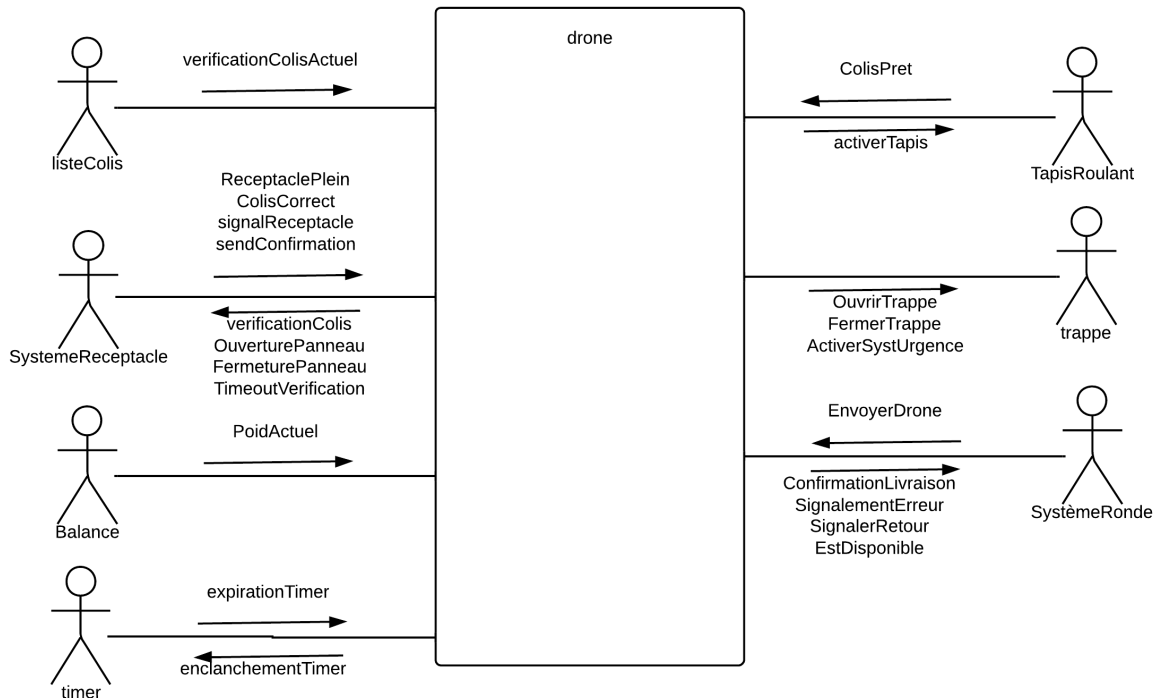 drone
verificationColisActuel
listeColis
ReceptaclePlein
ColisCorrect
signalReceptacle
sendConfirmation
verificationColis
OuverturePanneau
FermeturePanneau
TimeoutVerification
SystemeReceptacle
PoidActuel
Balance
expirationTimer
enclanchementTimer
timer
ColisPret
activerTapis
TapisRoulant
OuvrirTrappe
FermerTrappe
ActiverSystUrgence
trappe
EnvoyerDrone
ConfirmationLivraison
SignalementErreur
SignalerRetour
EstDisponible
SystèmeRonde